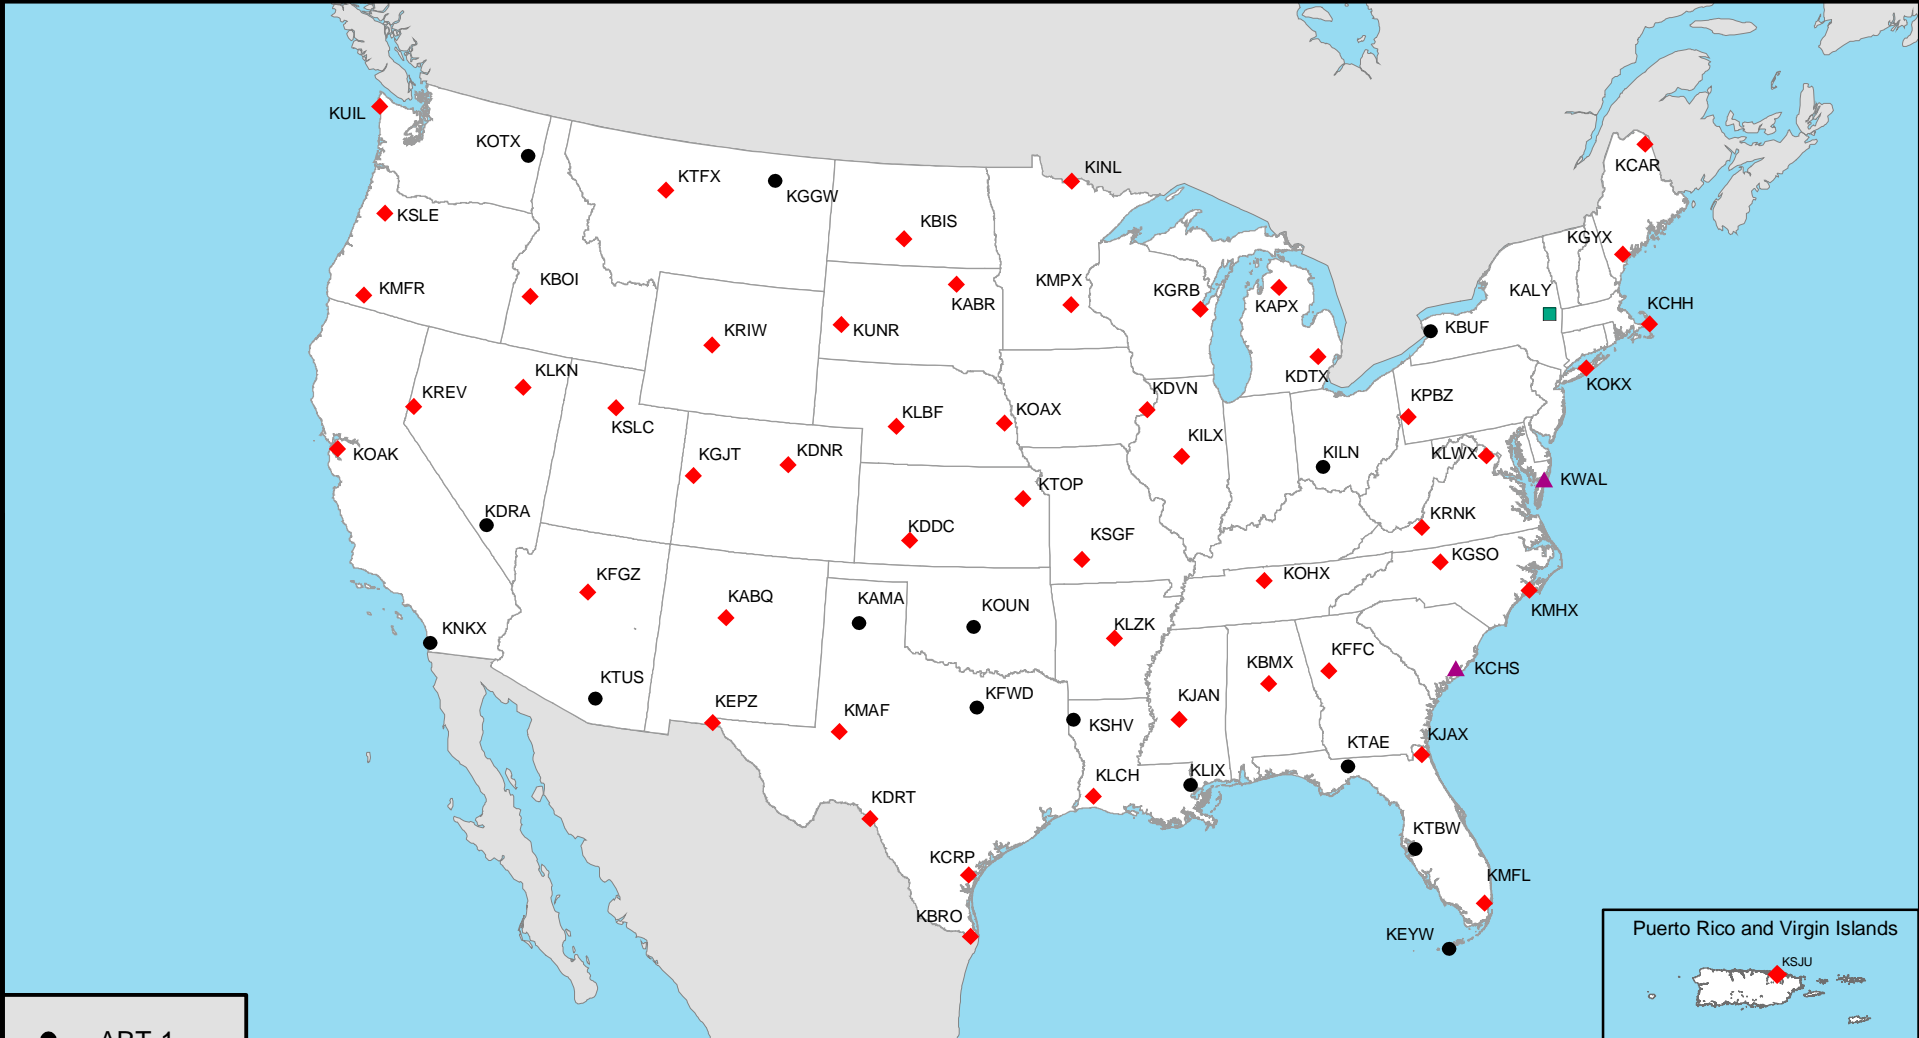 KUIL
KOTX
KTFX
KGGW
KINL
KCAR
KSLE
KBIS
KGYX
KMFR
KBOI
KABR
KMPX
KGRB
KAPX
KALY
KCHH
KRIW
KUNR
KBUF
KREV
KLKN
KDTX
KOKX
KSLC
KLBF
KOAX
KDVN
KPBZ
KOAK
KGJT
KDNR
KILX
KILN
KLWX
KWAL
KTOP
KDRA
KDDC
KSGF
KRNK
KGSO
KFGZ
KABQ
KAMA
KOUN
KOHX
KMHX
KNKX
KLZK
KTUS
KBMX
KFFC
KCHS
KEPZ
KMAF
KFWD
KSHV
KJAN
KTAE
KJAX
KDRT
KLCH
KLIX
KTBW
KCRP
KMFL
KBRO
KEYW
Puerto Rico and Virgin Islands
KSJU
ART-1